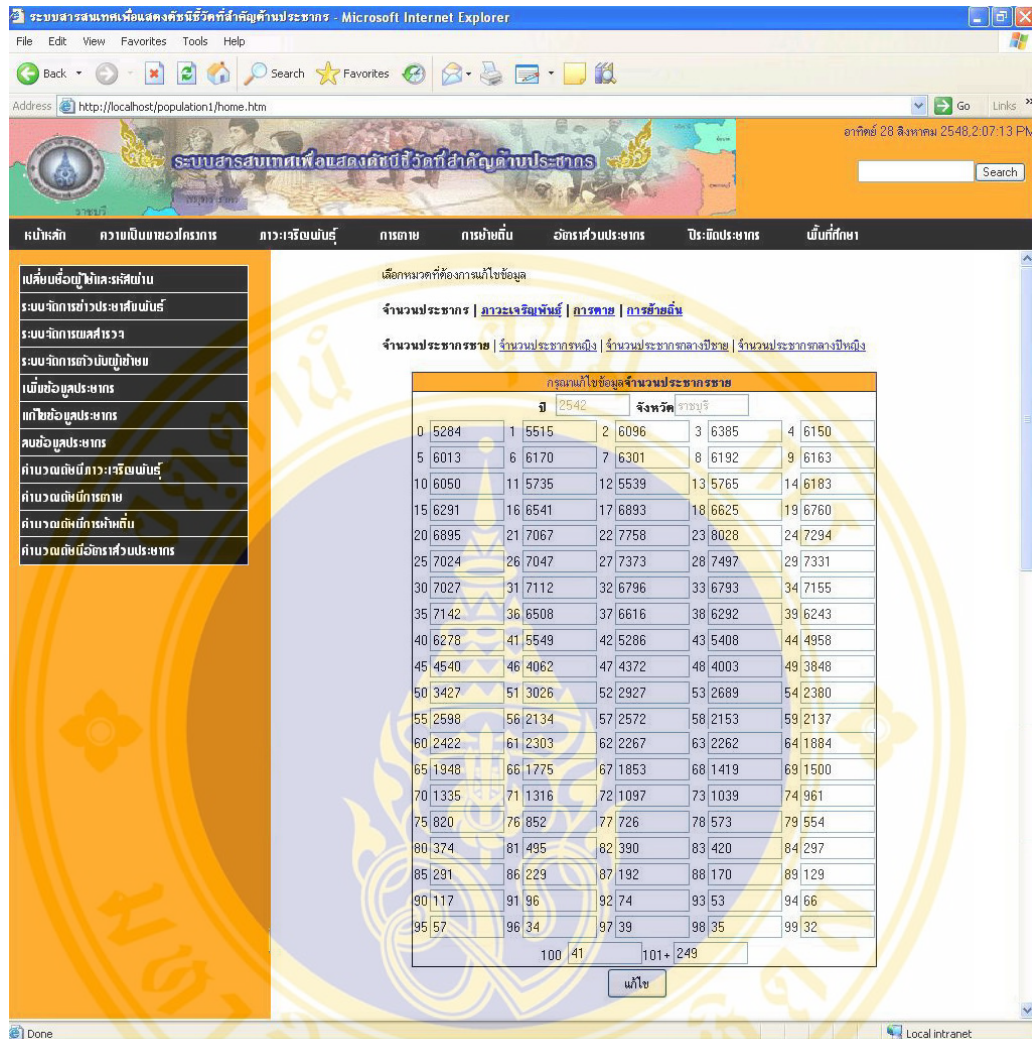 ระบบสารสนเทศเพื่อแสดงดัชนีชี้วัดที่สำคัญด้านประชากร - Microsoft Internet Explorer
File Edit View Favorites Tools Help
Back Search Favorites
Address http://localhost/population1/home.htm Go Links
อาทิตย์ 28 สิงหาคม 2548,2:07:13 PM
ระบบสารสนเทศเพื่อแสดงดัชนีชี้วัดที่สำคัญด้านประชากร
Search
ราชบุรี
หน้าหลัก ความเป็นมาของโครงการ ภาวะเจริญพันธุ์ การตาย การย้ายถิ่น อัตราส่วนประชากร ปิระมิดประชากร พื้นที่ศึกษา
เปลี่ยนชื่อผู้ใช้และรหัสผ่าน
ระบบจัดการข่าวประชาสัมพันธ์
ระบบจัดการผลสำรวจ
ระบบจัดการตัวนับผู้เข้าชม
เพิ่มข้อมูลประชากร
แก้ไขข้อมูลประชากร
ลบข้อมูลประชากร
คำนวณดัชนีภาวะเจริญพันธุ์
คำนวณดัชนีการตาย
คำนวณดัชนีการย้ายถิ่น
คำนวณดัชนีอัตราส่วนประชากร
เลือกหมวดที่ต้องการแก้ไขข้อมูล
จำนวนประชากร | ภาวะเจริญพันธุ์ | การตาย | การย้ายถิ่น
จำนวนประชากรชาย | จำนวนประชากรหญิง | จำนวนประชากรกลางปีชาย | จำนวนประชากรกลางปีหญิง
กรุณาแก้ไขข้อมูลจำนวนประชากรชาย
ปี 2542 จังหวัด ราชบุรี
0 5284 1 5515 2 6096 3 6385 4 6150
5 6013 6 6170 7 6301 8 6192 9 6163
10 6050 11 5735 12 5539 13 5765 14 6183
15 6291 16 6541 17 6893 18 6625 19 6760
20 6895 21 7067 22 7758 23 8028 24 7294
25 7024 26 7047 27 7373 28 7497 29 7331
30 7027 31 7112 32 6796 33 6793 34 7155
35 7142 36 6508 37 6616 38 6292 39 6243
40 6278 41 5549 42 5286 43 5408 44 4958
45 4540 46 4062 47 4372 48 4003 49 3848
50 3427 51 3026 52 2927 53 2689 54 2380
55 2598 56 2134 57 2572 58 2153 59 2137
60 2422 61 2303 62 2267 63 2262 64 1884
65 1948 66 1775 67 1853 68 1419 69 1500
70 1335 71 1316 72 1097 73 1039 74 961
75 820 76 852 77 726 78 573 79 554
80 374 81 495 82 390 83 420 84 297
85 291 86 229 87 192 88 170 89 129
90 117 91 96 92 74 93 53 94 66
95 57 96 34 97 39 98 35 99 32
100 41 101+ 249
แก้ไข
Done Local intranet